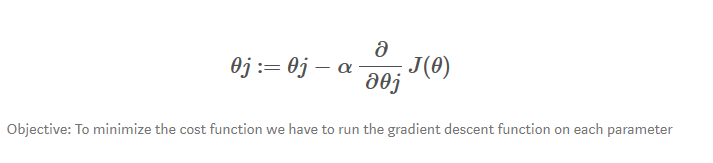 θj := θj − α ∂/∂θj J(θ)
Objective: To minimize the cost function we have to run the gradient descent function on each parameter